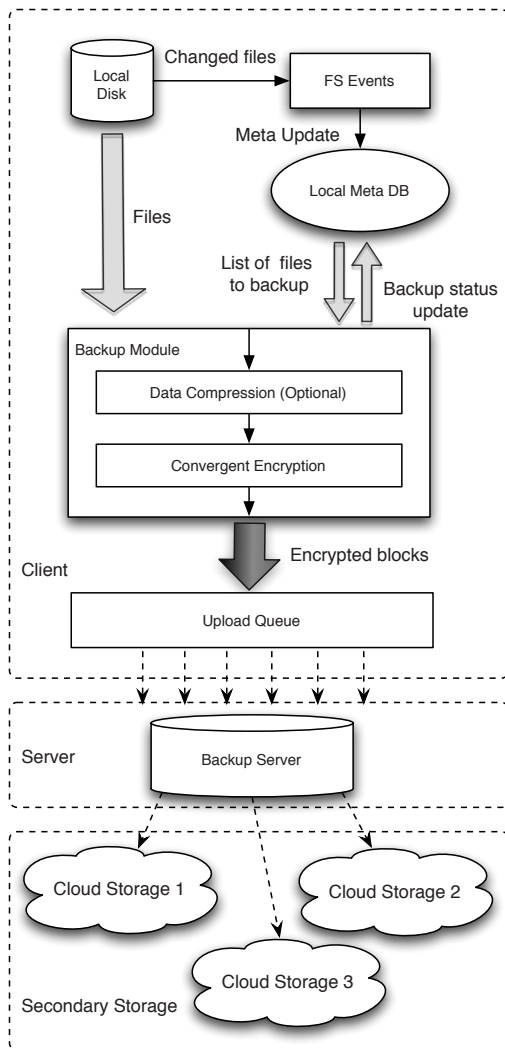 Local
Disk
Changed files
FS Events
Meta Update
Local Meta DB
Files
List of files
to backup
Backup status
update
Backup Module
Data Compression (Optional)
Convergent Encryption
Encrypted blocks
Client
Upload Queue
Server
Backup Server
Cloud Storage 1
Cloud Storage 2
Cloud Storage 3
Secondary Storage